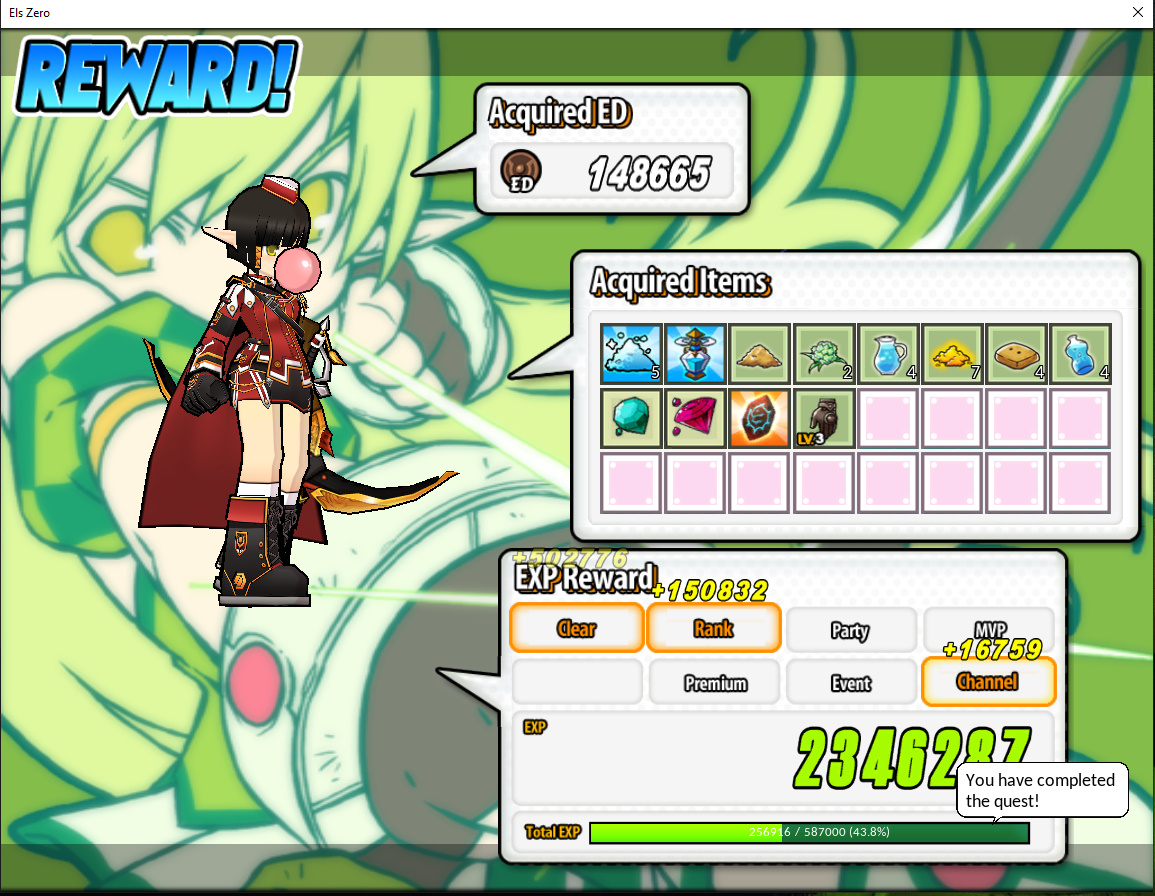 Els Zero
REWARD!
Acquired ED
ED
148665
Acquired Items
5
2
4
7
4
4
LV.3
+502776
EXP Reward
+150832
Clear
Rank
Party
MVP
+16759
Premium
Event
Channel
EXP
2346287
You have completed
the quest!
Total EXP
256916 / 587000 (43.8%)